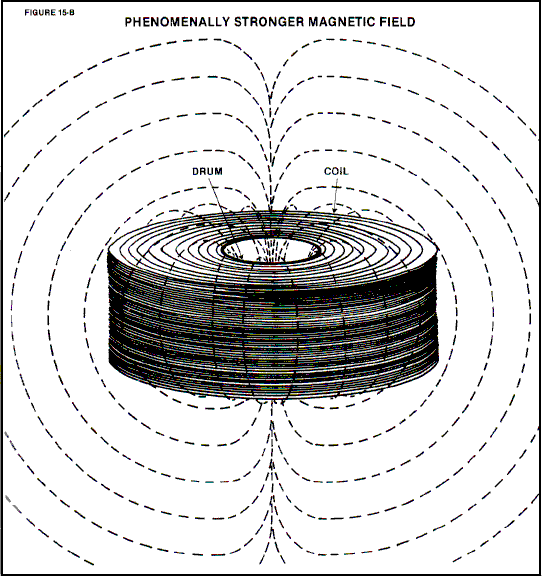 FIGURE 15-B
PHENOMENALLY STRONGER MAGNETIC FIELD
DRUM
COIL